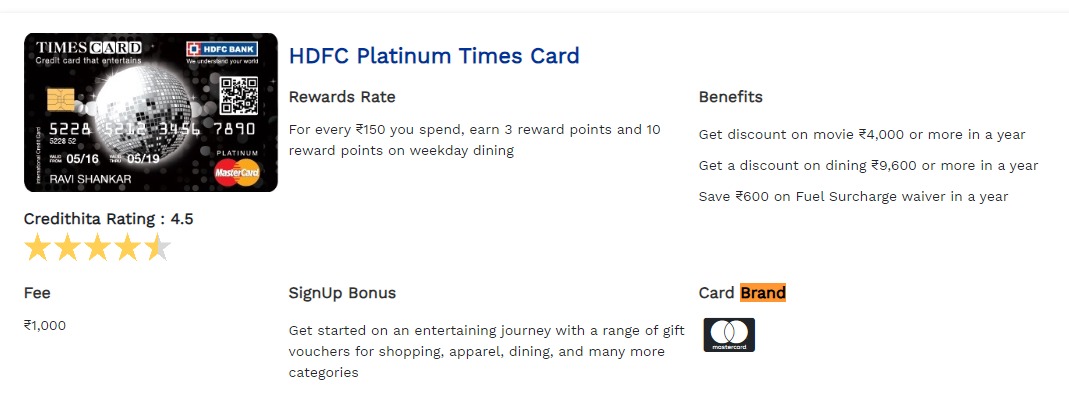 TIMES CARD
Credit card that entertains
HDFC BANK
We understand your world
5228 5212 3456 7890
5228 52
VALID FROM 05/16 VALID THRU 05/19
RAVI SHANKAR
PLATINUM
MasterCard
International Credit Card
HDFC Platinum Times Card
Rewards Rate
For every ₹150 you spend, earn 3 reward points and 10
reward points on weekday dining
Benefits
Get discount on movie ₹4,000 or more in a year
Get a discount on dining ₹9,600 or more in a year
Save ₹600 on Fuel Surcharge waiver in a year
Credithita Rating : 4.5
Fee
₹1,000
SignUp Bonus
Get started on an entertaining journey with a range of gift
vouchers for shopping, apparel, dining, and many more
categories
Card Brand
mastercard